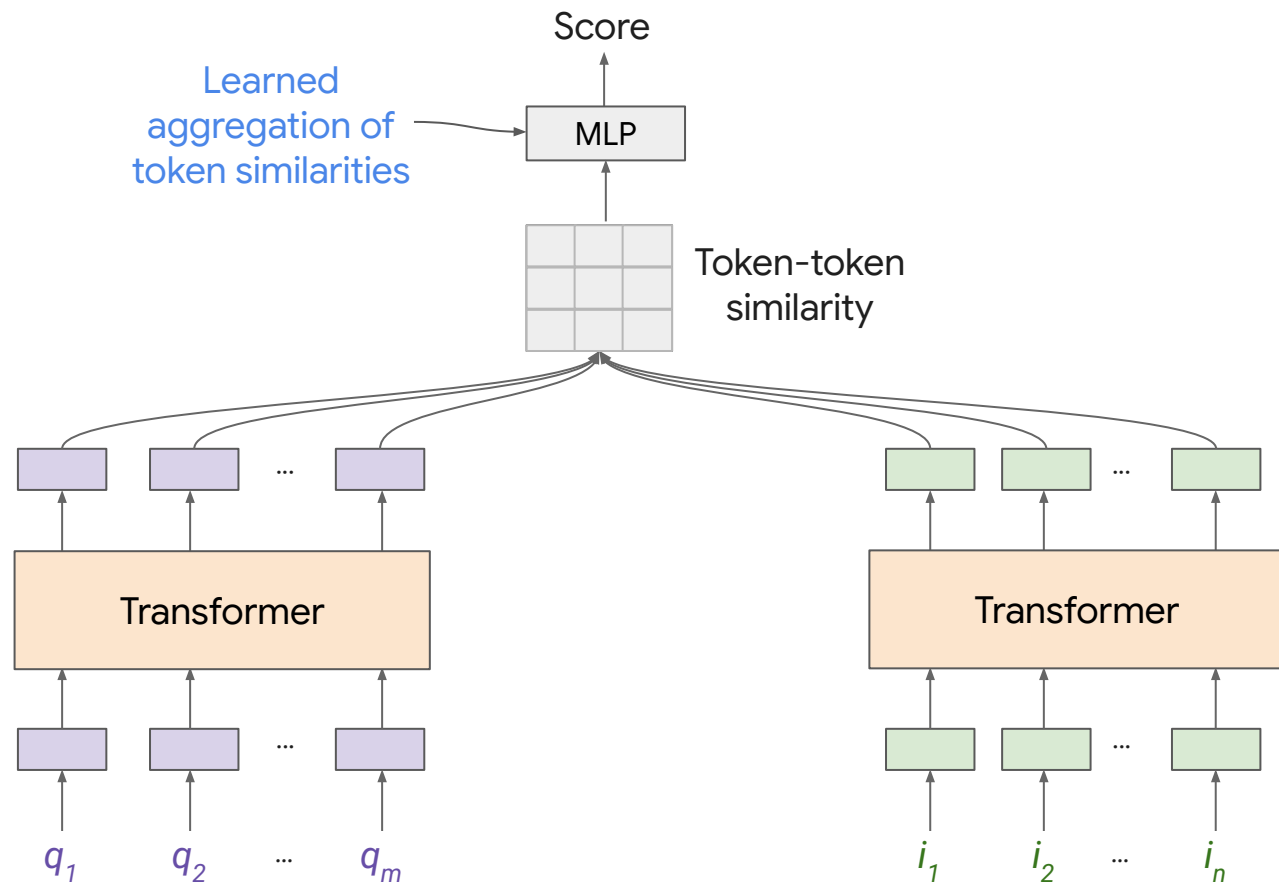 Score
Learned
aggregation of
token similarities
MLP
Token-token
similarity
... ...
Transformer Transformer
... ...
q1 q2 ... qm i1 i2 ... in